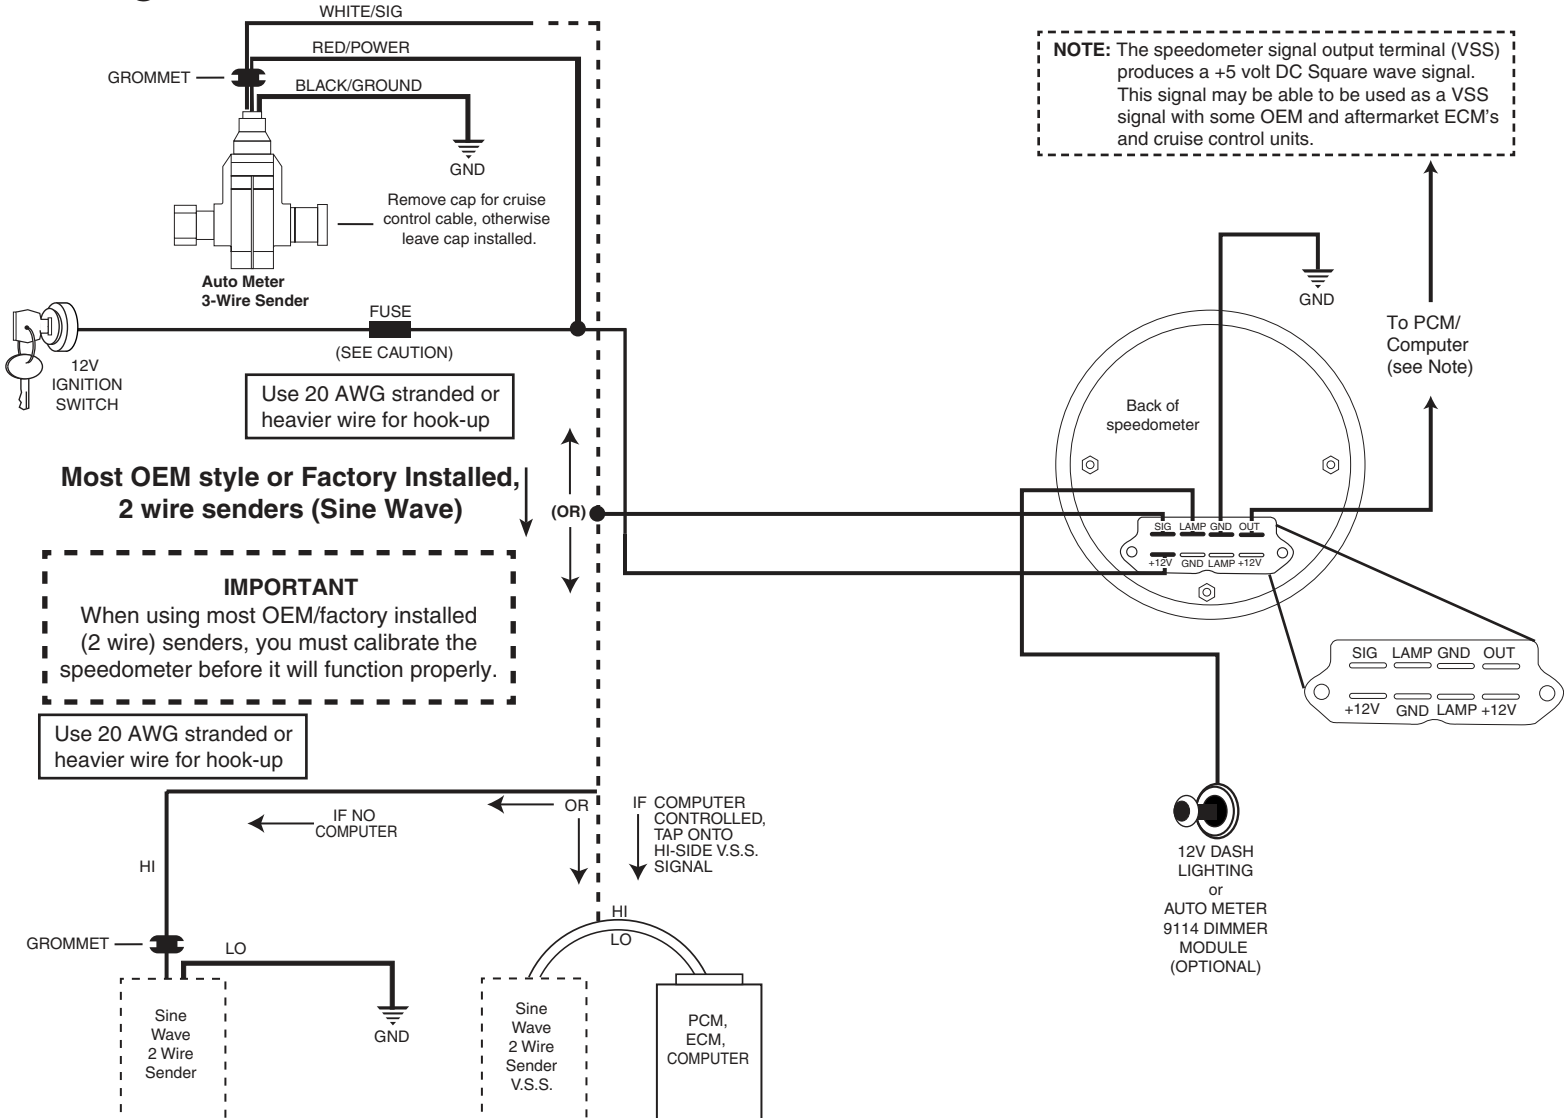 WHITE/SIG
RED/POWER
GROMMET
BLACK/GROUND
GND
Remove cap for cruise
control cable, otherwise
leave cap installed.
Auto Meter
3-Wire Sender
FUSE
(SEE CAUTION)
12V
IGNITION
SWITCH
Use 20 AWG stranded or
heavier wire for hook-up
Most OEM style or Factory Installed,
2 wire senders (Sine Wave)
(OR)
IMPORTANT
When using most OEM/factory installed
(2 wire) senders, you must calibrate the
speedometer before it will function properly.
Use 20 AWG stranded or
heavier wire for hook-up
OR
IF NO
COMPUTER
IF COMPUTER
CONTROLLED,
TAP ONTO
HI-SIDE V.S.S.
SIGNAL
HI
GROMMET
LO
GND
Sine
Wave
2 Wire
Sender
HI
LO
Sine
Wave
2 Wire
Sender
V.S.S.
PCM,
ECM,
COMPUTER
NOTE: The speedometer signal output terminal (VSS)
produces a +5 volt DC Square wave signal.
This signal may be able to be used as a VSS
signal with some OEM and aftermarket ECM's
and cruise control units.
GND
To PCM/
Computer
(see Note)
Back of
speedometer
SIG LAMP GND OUT
+12V GND LAMP +12V
SIG LAMP GND OUT
+12V GND LAMP +12V
12V DASH
LIGHTING
or
AUTO METER
9114 DIMMER
MODULE
(OPTIONAL)